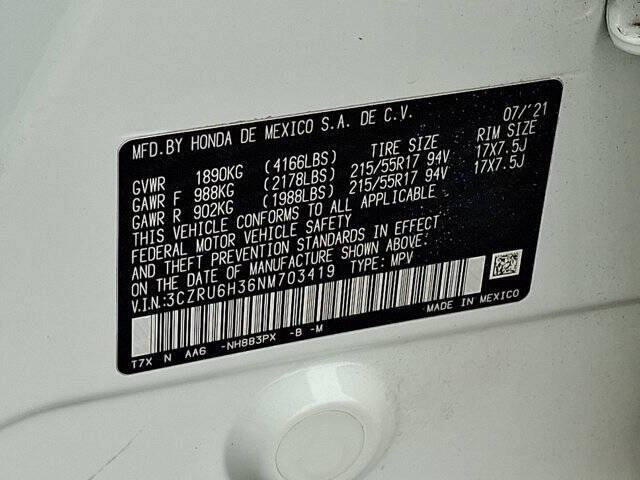 MFD. BY HONDA DE MEXICO S.A. DE C.V. 07/'21
TIRE SIZE RIM SIZE
GVWR 1890KG (4166LBS)
GAWR F 988KG (2178LBS) 215/55R17 94V 17X7.5J
GAWR R 902KG (1988LBS) 215/55R17 94V 17X7.5J
THIS VEHICLE CONFORMS TO ALL APPLICABLE
FEDERAL MOTOR VEHICLE SAFETY
AND THEFT PREVENTION STANDARDS IN EFFECT
ON THE DATE OF MANUFACTURE SHOWN ABOVE.
V.I.N.:3CZRU6H36NM703419 TYPE: MPV
T7X N AA6 -NH883PX -B -M MADE IN MEXICO